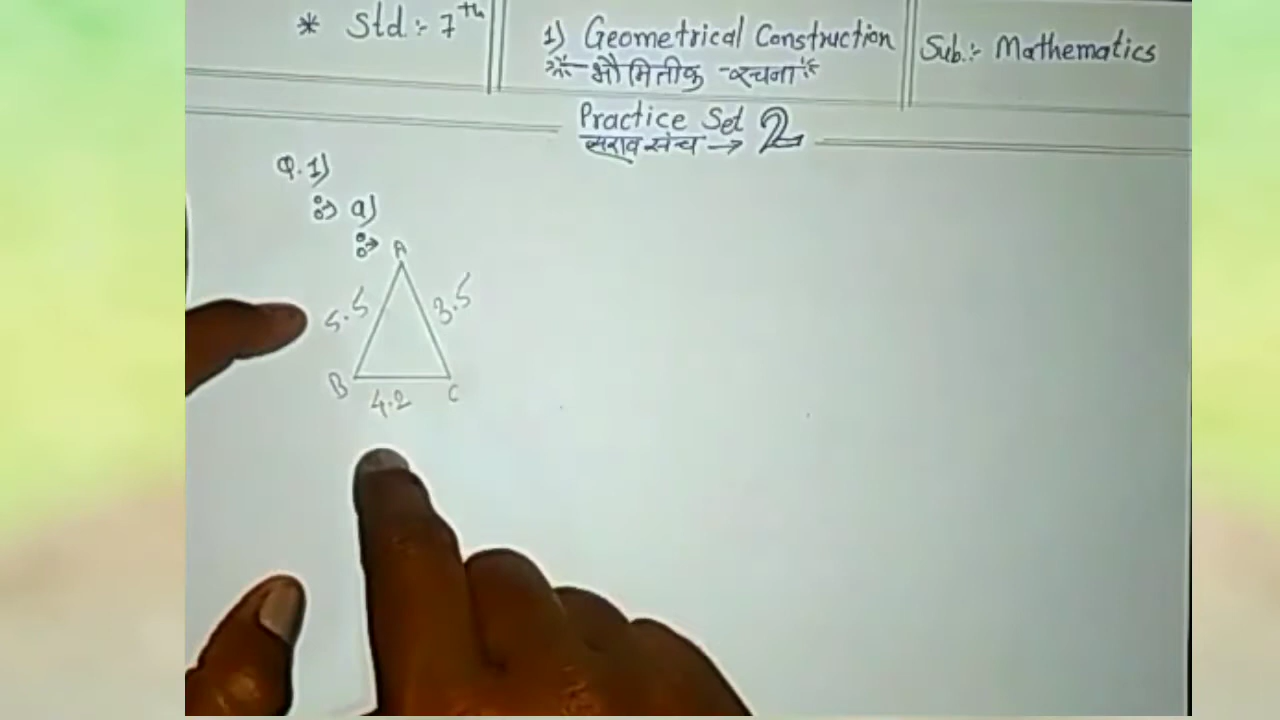 * Std :- 7th
1) Geometrical Construction
भौमितीक रचना
Sub :- Mathematics
Practice Set 2
सराव संच →
Q.1)
a)
A
5.5 3.5
B C
4.2